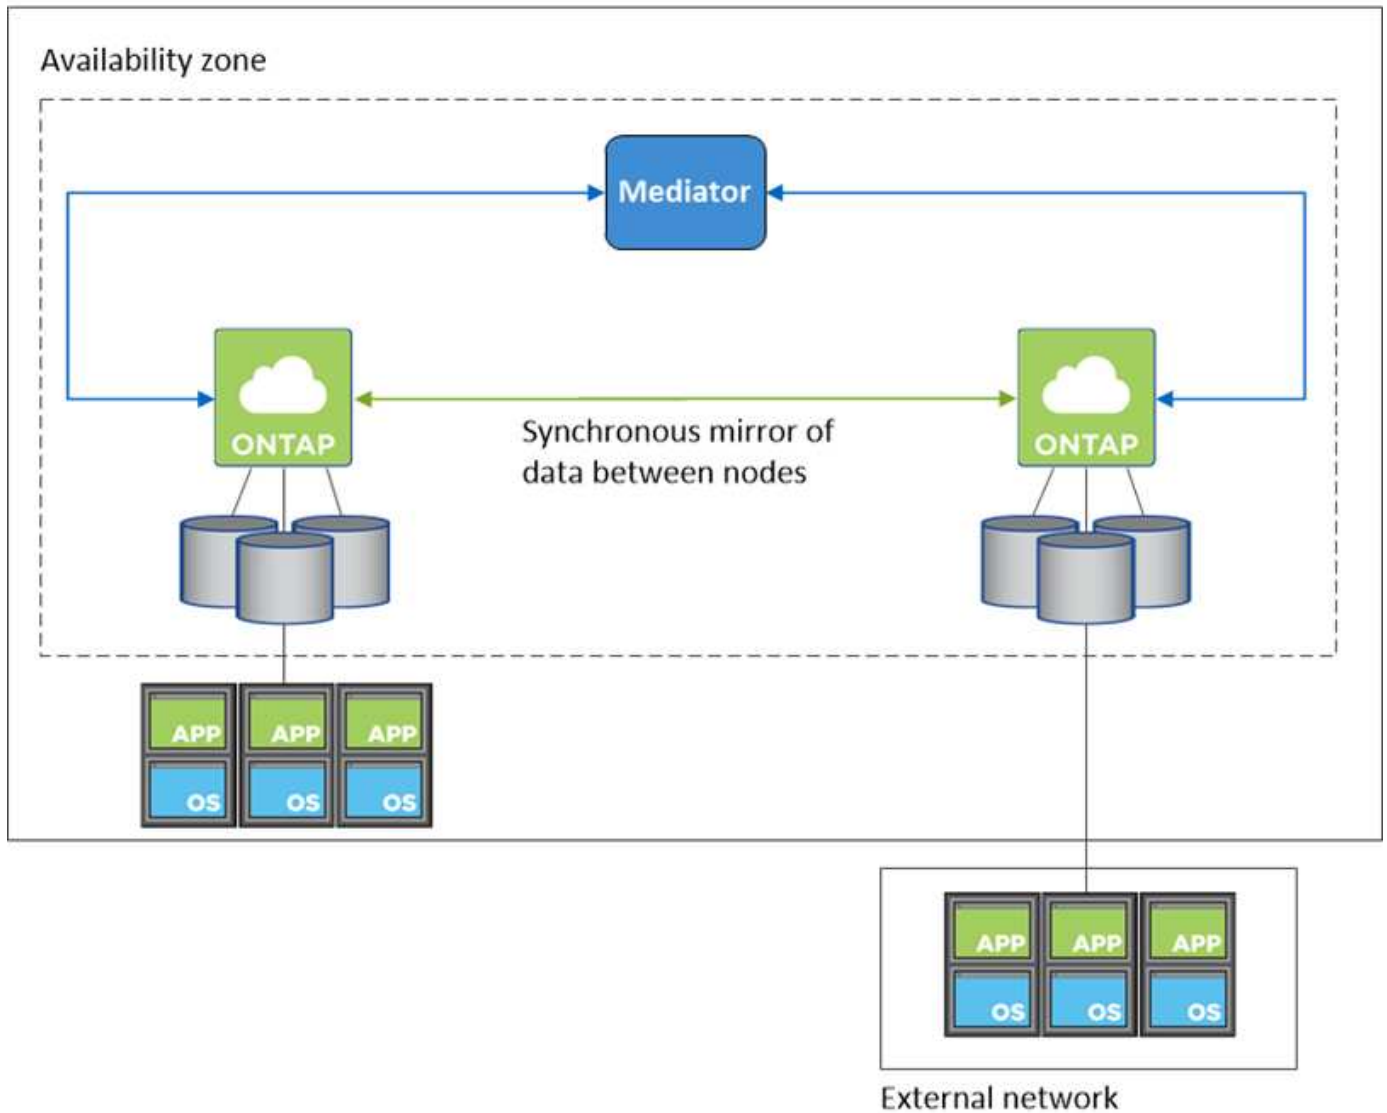 Availability zone
Mediator
ONTAP
ONTAP
Synchronous mirror of
data between nodes
APP APP APP
OS OS OS
APP APP APP
OS OS OS
External network